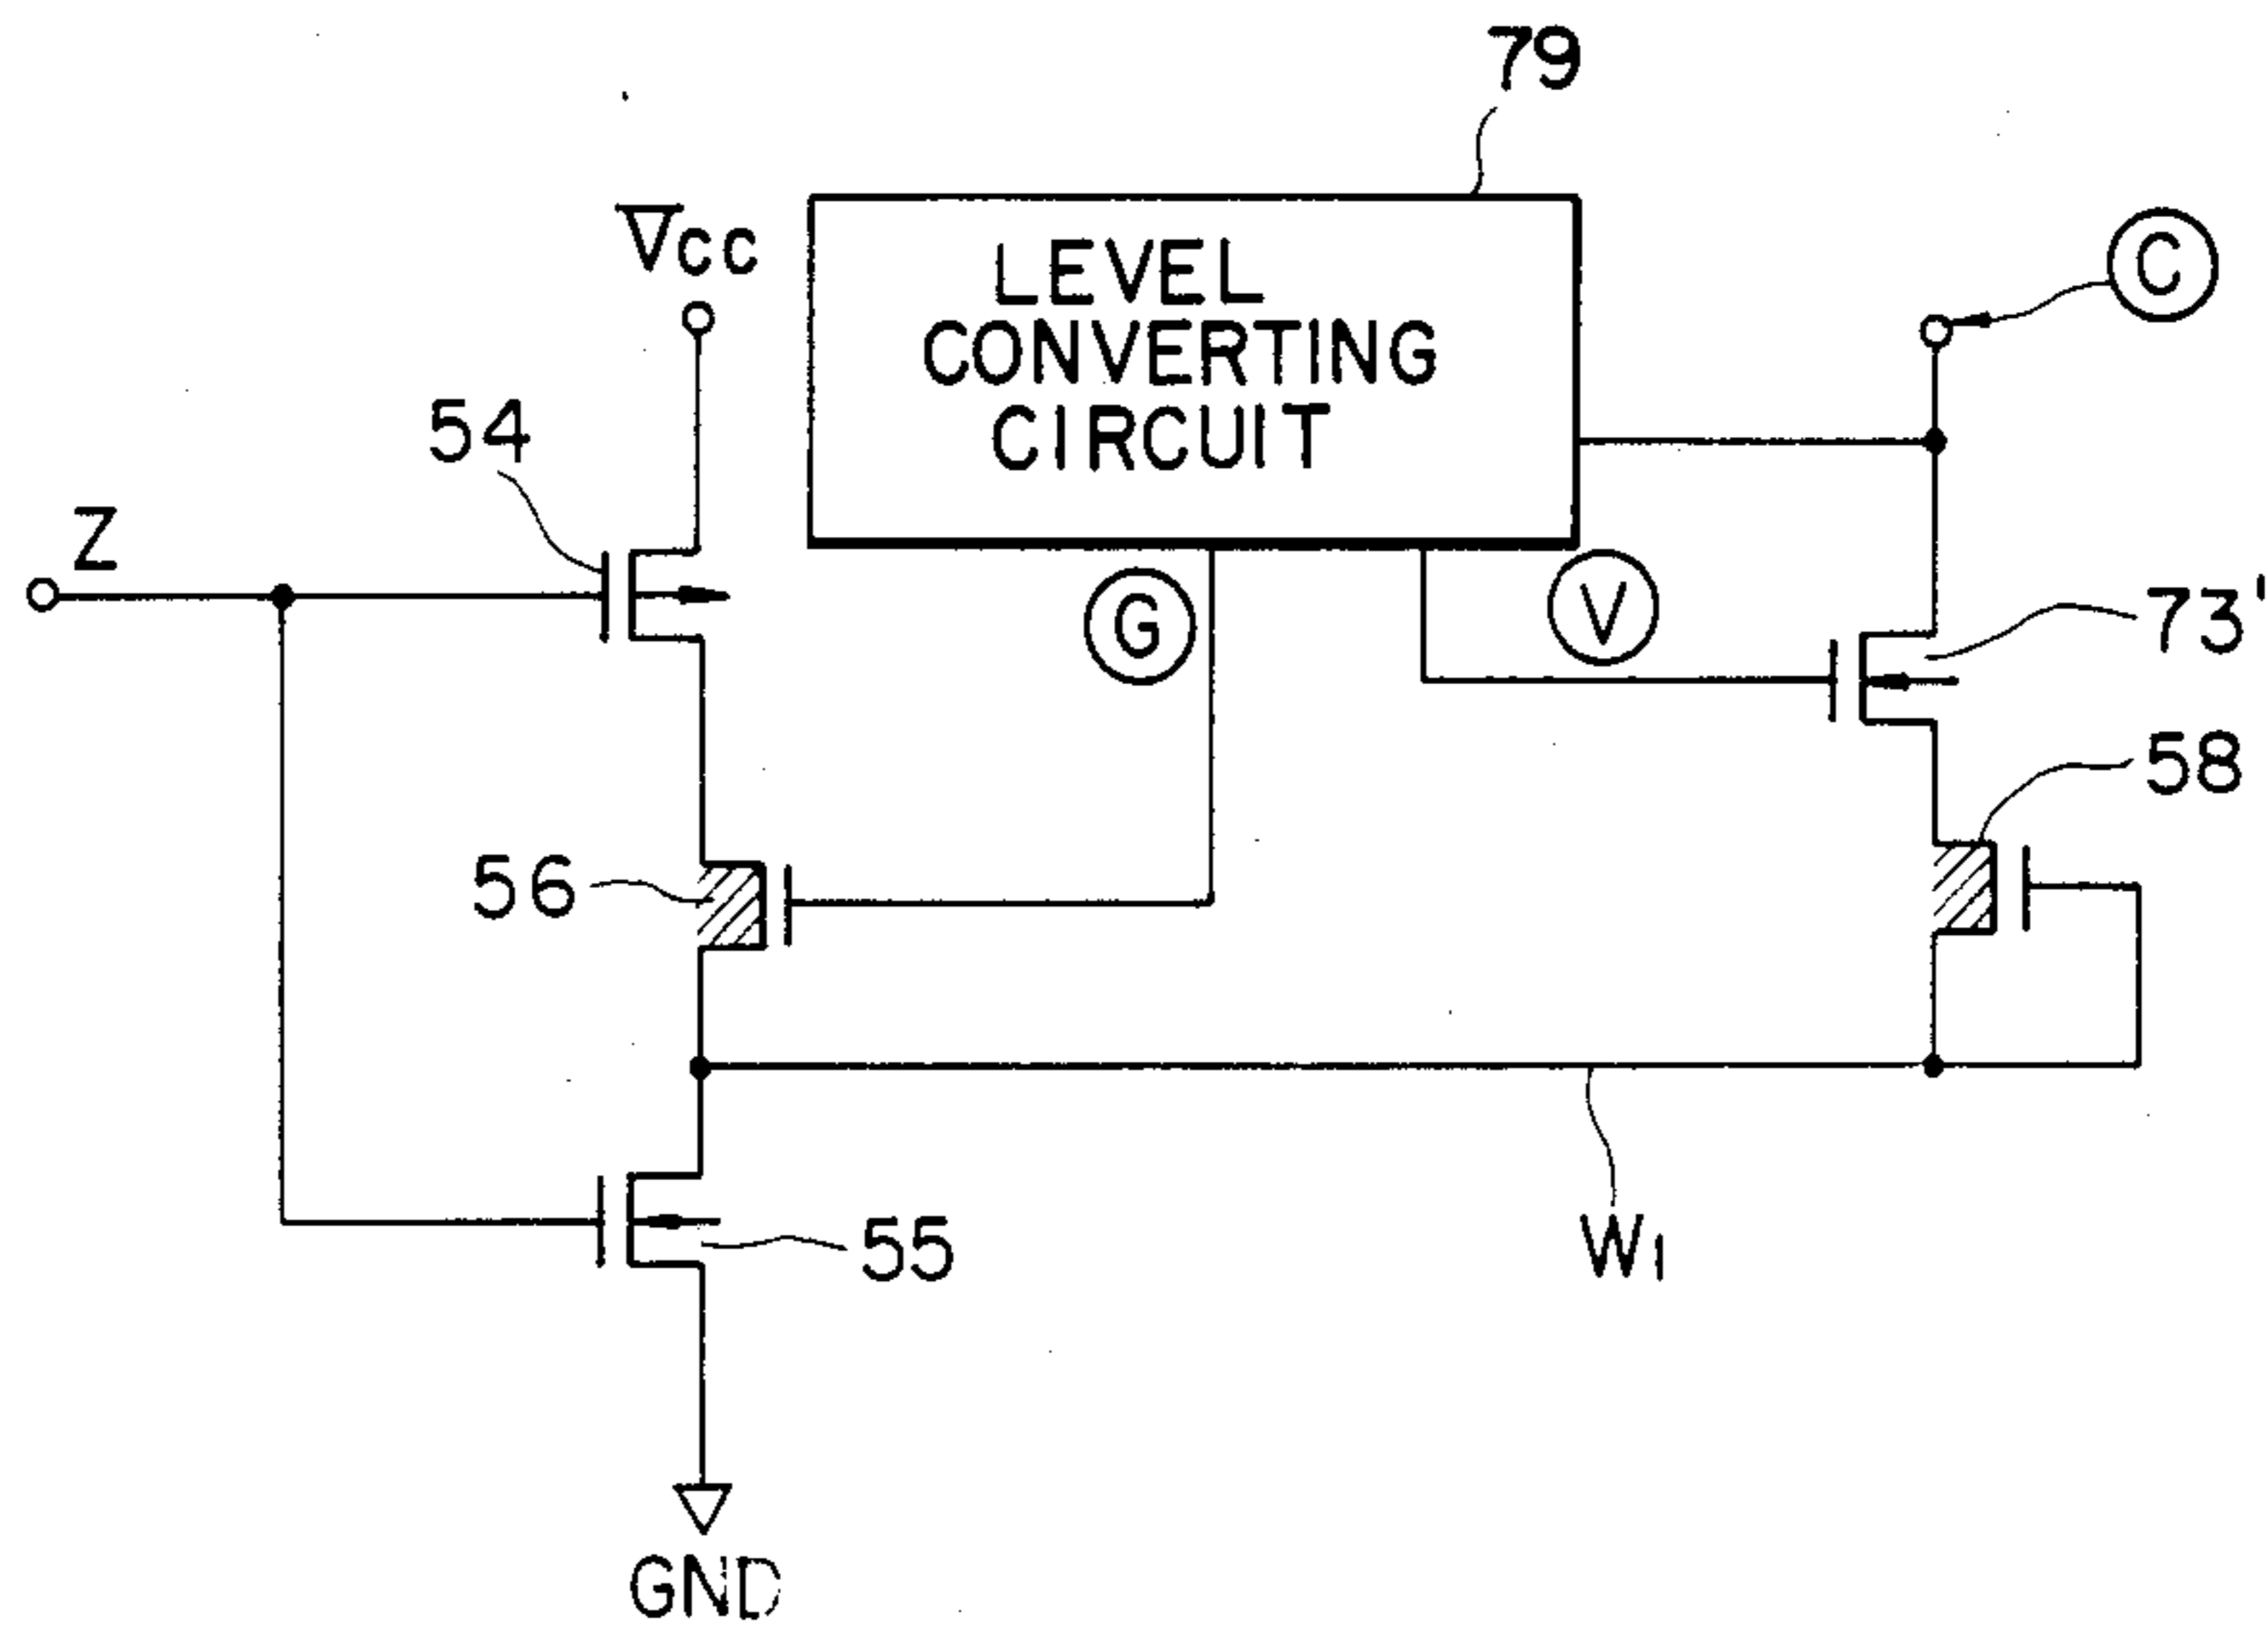 79
Vcc
LEVEL
CONVERTING
CIRCUIT
C
54
Z
G
V
73'
58
56
55
W1
GND